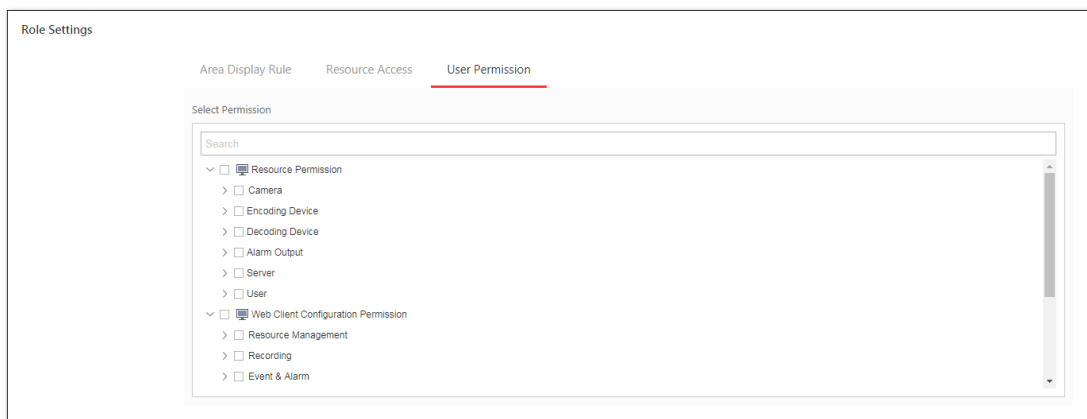 Role Settings
Area Display Rule Resource Access User Permission
Select Permission
Search
Resource Permission
Camera
Encoding Device
Decoding Device
Alarm Output
Server
User
Web Client Configuration Permission
Resource Management
Recording
Event & Alarm